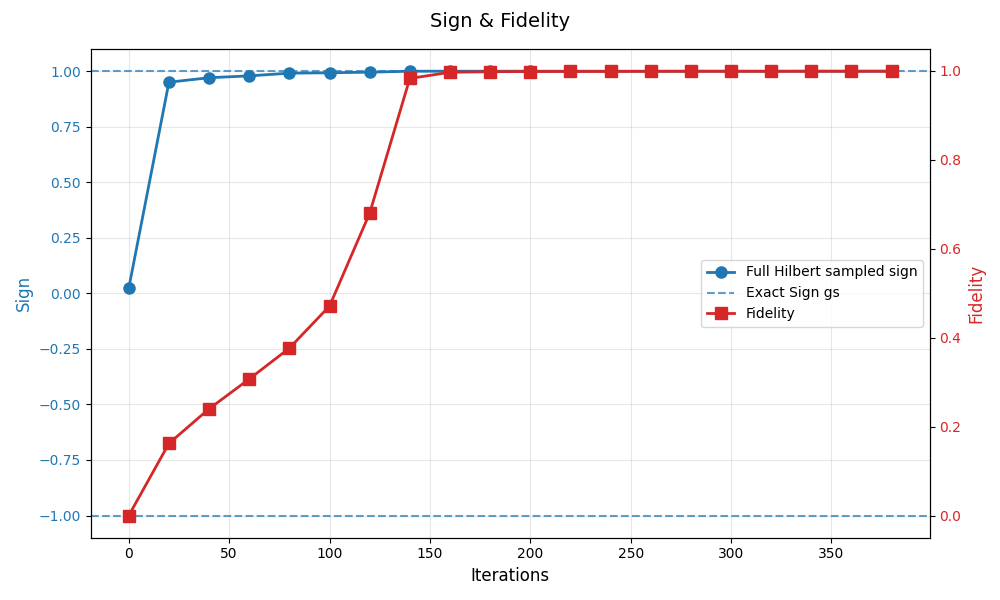 Sign & Fidelity
Sign
1.00
0.75
0.50
0.25
0.00
−0.25
−0.50
−0.75
−1.00
Full Hilbert sampled sign
Exact Sign gs
Fidelity
1.0
0.8
0.6
0.4
0.2
0.0
Fidelity
0 50 100 150 200 250 300 350
Iterations